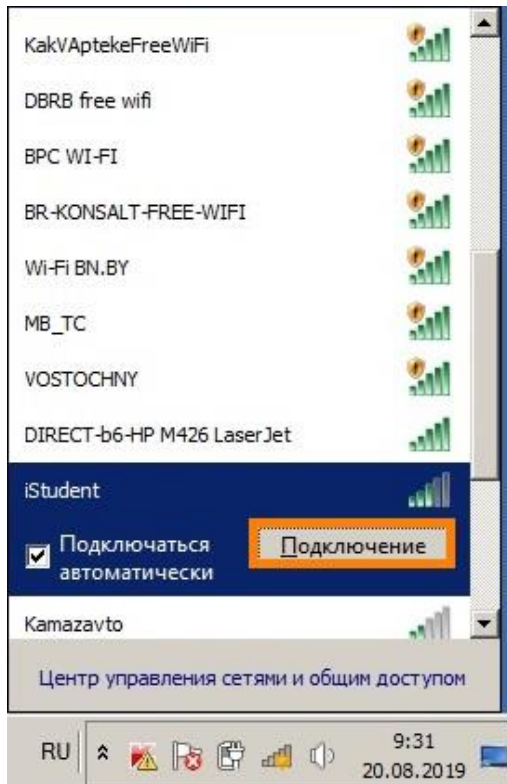 KakVAptekeFreeWiFi
DBRB free wifi
BPC WI-FI
BR-KONSALT-FREE-WIFI
Wi-Fi BN.BY
MB_TC
VOSTOCHNY
DIRECT-b6-HP M426 LaserJet
iStudent
Подключаться
автоматически
Подключение
Kamazavto
Центр управления сетями и общим доступом
RU
9:31
20.08.2019